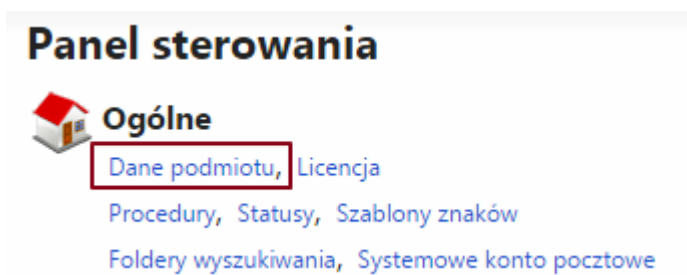 Panel sterowania
Ogólne
Dane podmiotu, Licencja
Procedury, Statusy, Szablony znaków
Foldery wyszukiwania, Systemowe konto pocztowe